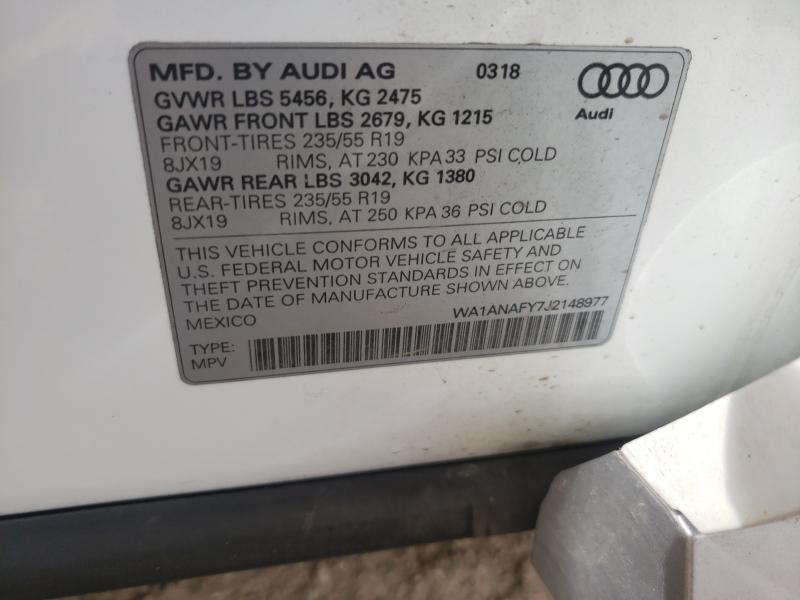 MFD. BY AUDI AG 0318
GVWR LBS 5456, KG 2475
GAWR FRONT LBS 2679, KG 1215 Audi
FRONT-TIRES 235/55 R19
8JX19 RIMS, AT 230 KPA 33 PSI COLD
GAWR REAR LBS 3042, KG 1380
REAR-TIRES 235/55 R19
8JX19 RIMS, AT 250 KPA 36 PSI COLD
THIS VEHICLE CONFORMS TO ALL APPLICABLE
U.S. FEDERAL MOTOR VEHICLE SAFETY AND
THEFT PREVENTION STANDARDS IN EFFECT ON
THE DATE OF MANUFACTURE SHOWN ABOVE.
MEXICO WA1ANAFY7J2148977
TYPE:
MPV